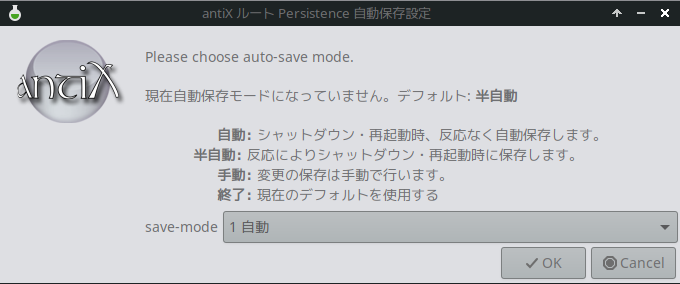 antiX ルート Persistence 自動保存設定
antiX
Please choose auto-save mode.
現在自動保存モードになっていません。デフォルト: 半自動
自動: シャットダウン・再起動時、反応なく自動保存します。
半自動: 反応によりシャットダウン・再起動時に保存します。
手動: 変更の保存は手動で行います。
終了: 現在のデフォルトを使用する
save-mode 1 自動
OK Cancel